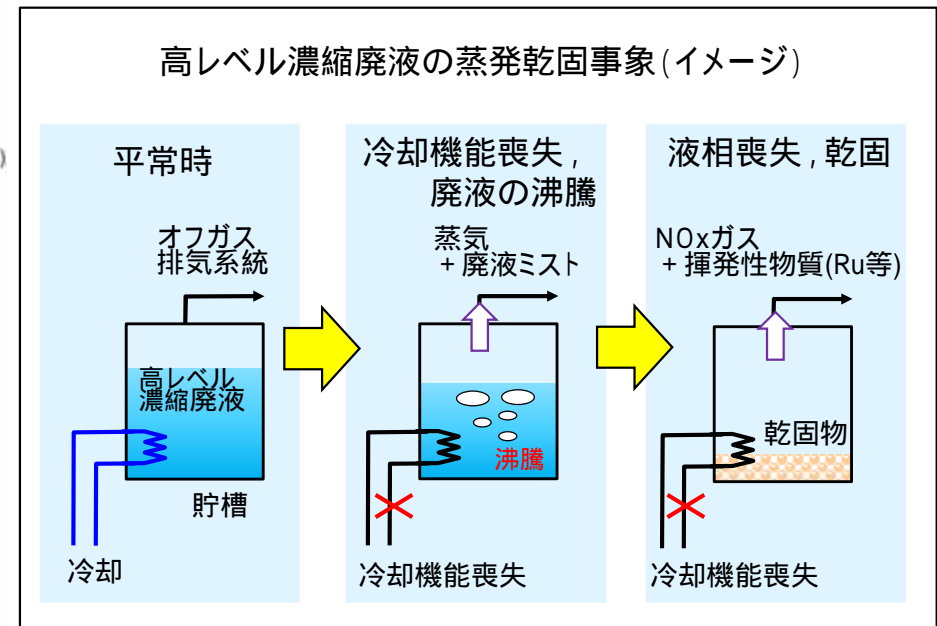 高レベル濃縮廃液の蒸発乾固事象(イメージ)
)
平常時
オフガス
排気系統
高レベル
濃縮廃液
貯槽
冷却
冷却機能喪失,
廃液の沸騰
蒸気
+廃液ミスト
沸騰
冷却機能喪失
液相喪失,乾固
NOxガス
+揮発性物質(Ru等)
乾固物
冷却機能喪失